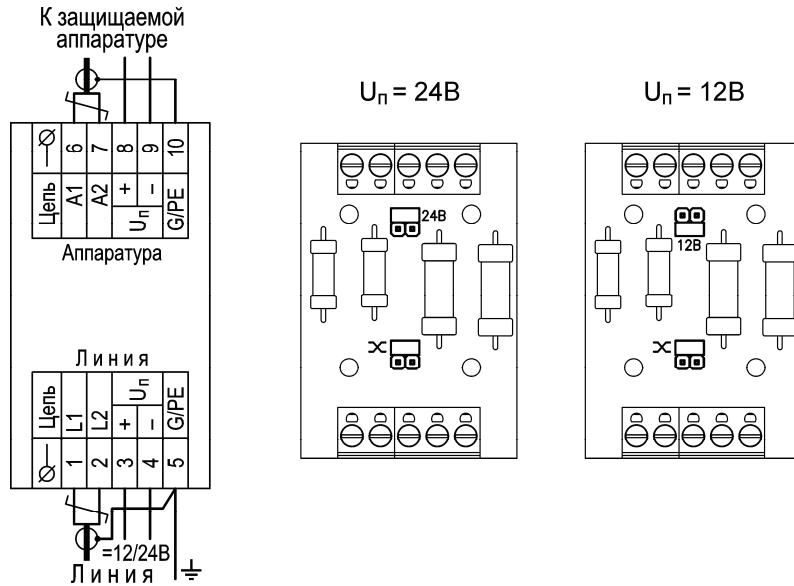 К защищаемой
аппаратуре
Цепь A1 A2 + − Uп G/PE
6 7 8 9 10
Аппаратура
Линия
Цепь L1 L2 + − Uп G/PE
1 2 3 4 5
=12/24В
Линия
Uп = 24В
24В
Uп = 12В
12В